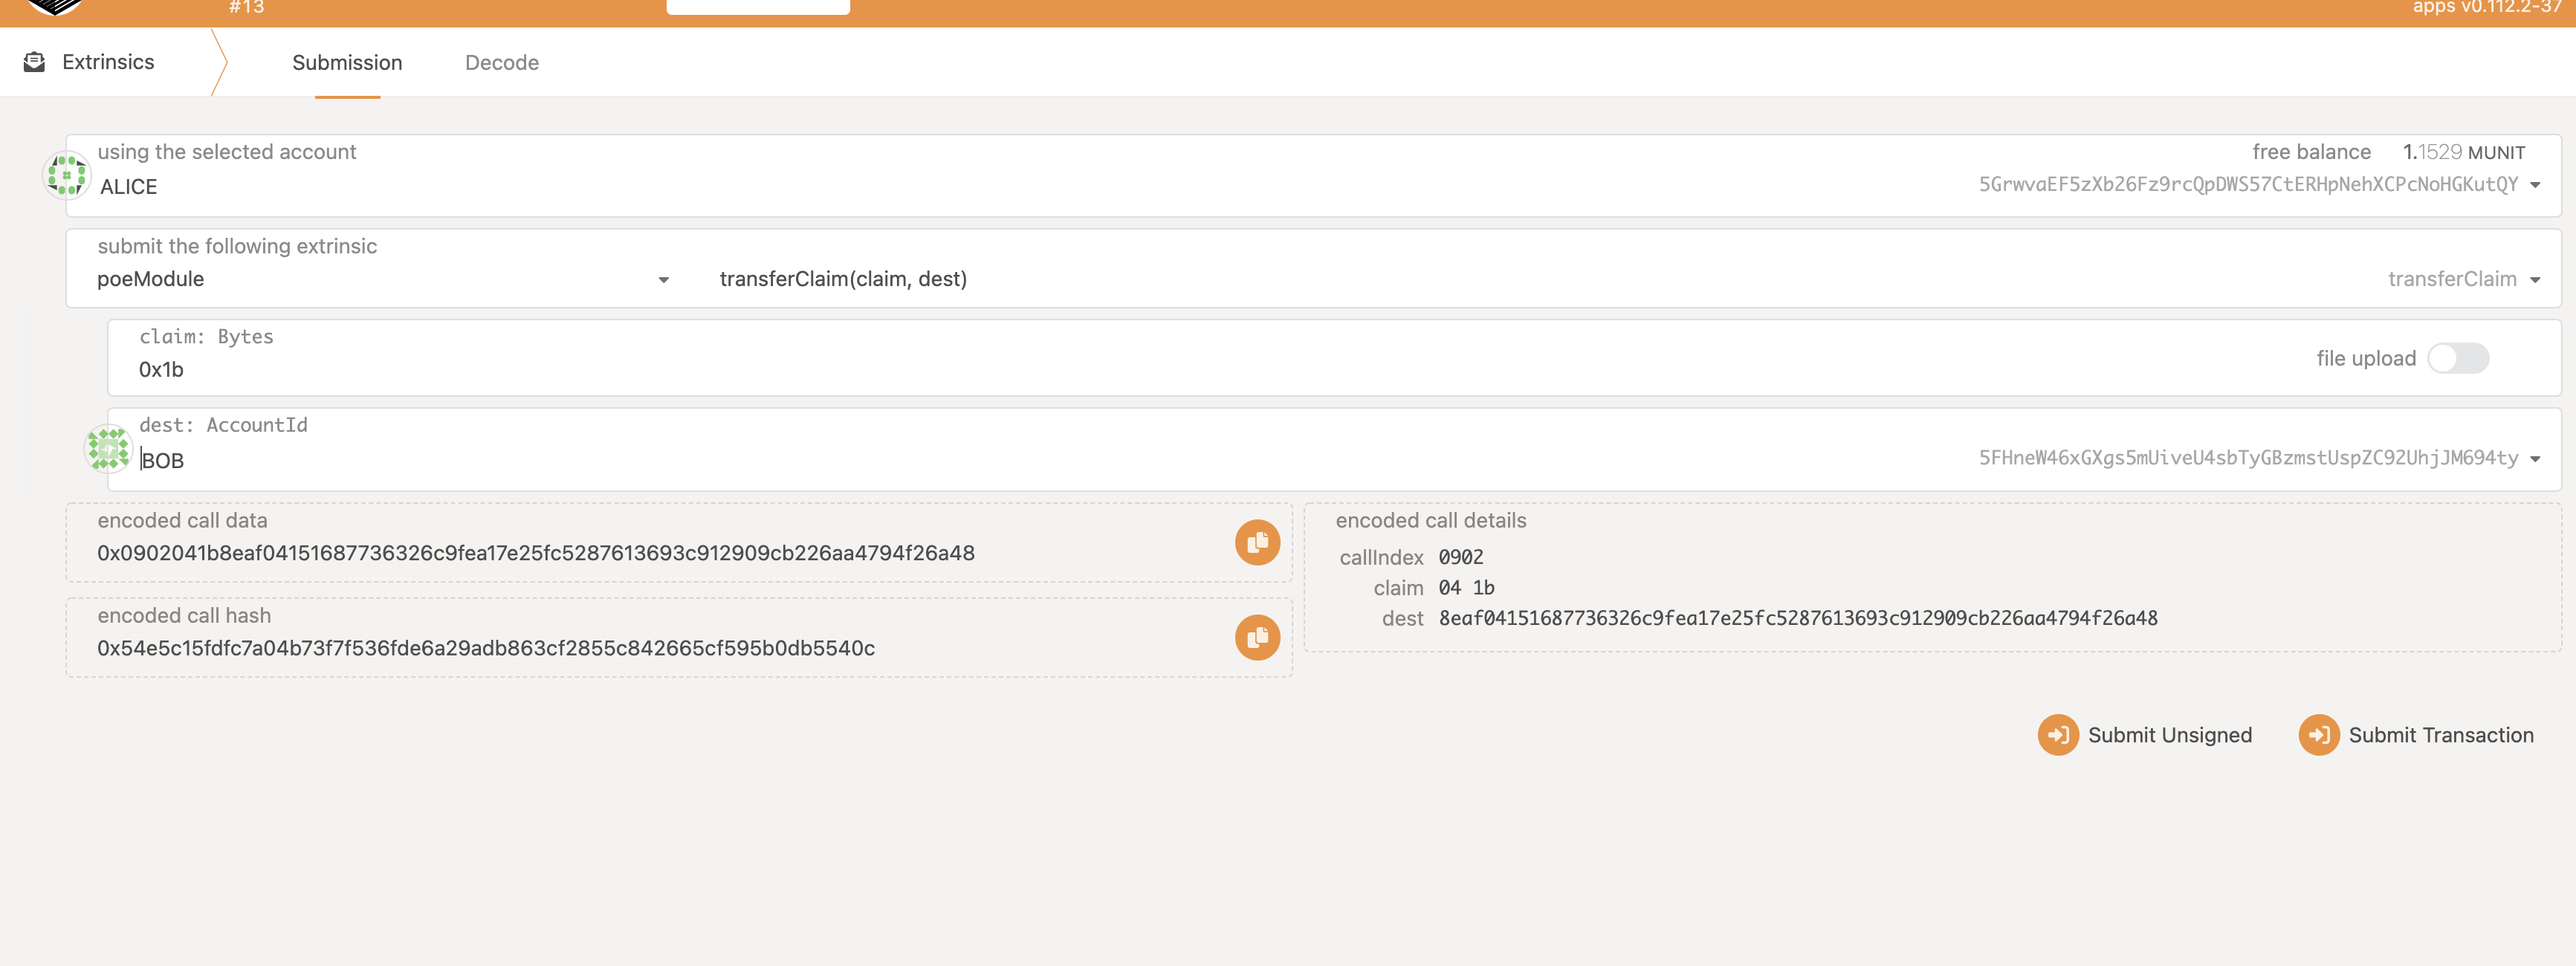 #13
apps v0.112.2-37
Extrinsics
Submission
Decode
using the selected account
free balance 1.1529 MUNIT
ALICE
5GrwvaEF5zXb26Fz9rcQpDWS57CtERHpNehXCPcNoHGKutQY
submit the following extrinsic
poeModule
transferClaim(claim, dest)
transferClaim
claim: Bytes
0x1b
file upload
dest: AccountId
BOB
5FHneW46xGXgs5mUiveU4sbTyGBzmstUspZC92UhjJM694ty
encoded call data
0x0902041b8eaf04151687736326c9fea17e25fc5287613693c912909cb226aa4794f26a48
encoded call details
callIndex 0902
claim 04 1b
dest 8eaf04151687736326c9fea17e25fc5287613693c912909cb226aa4794f26a48
encoded call hash
0x54e5c15fdfc7a04b73f7f536fde6a29adb863cf2855c842665cf595b0db5540c
Submit Unsigned
Submit Transaction